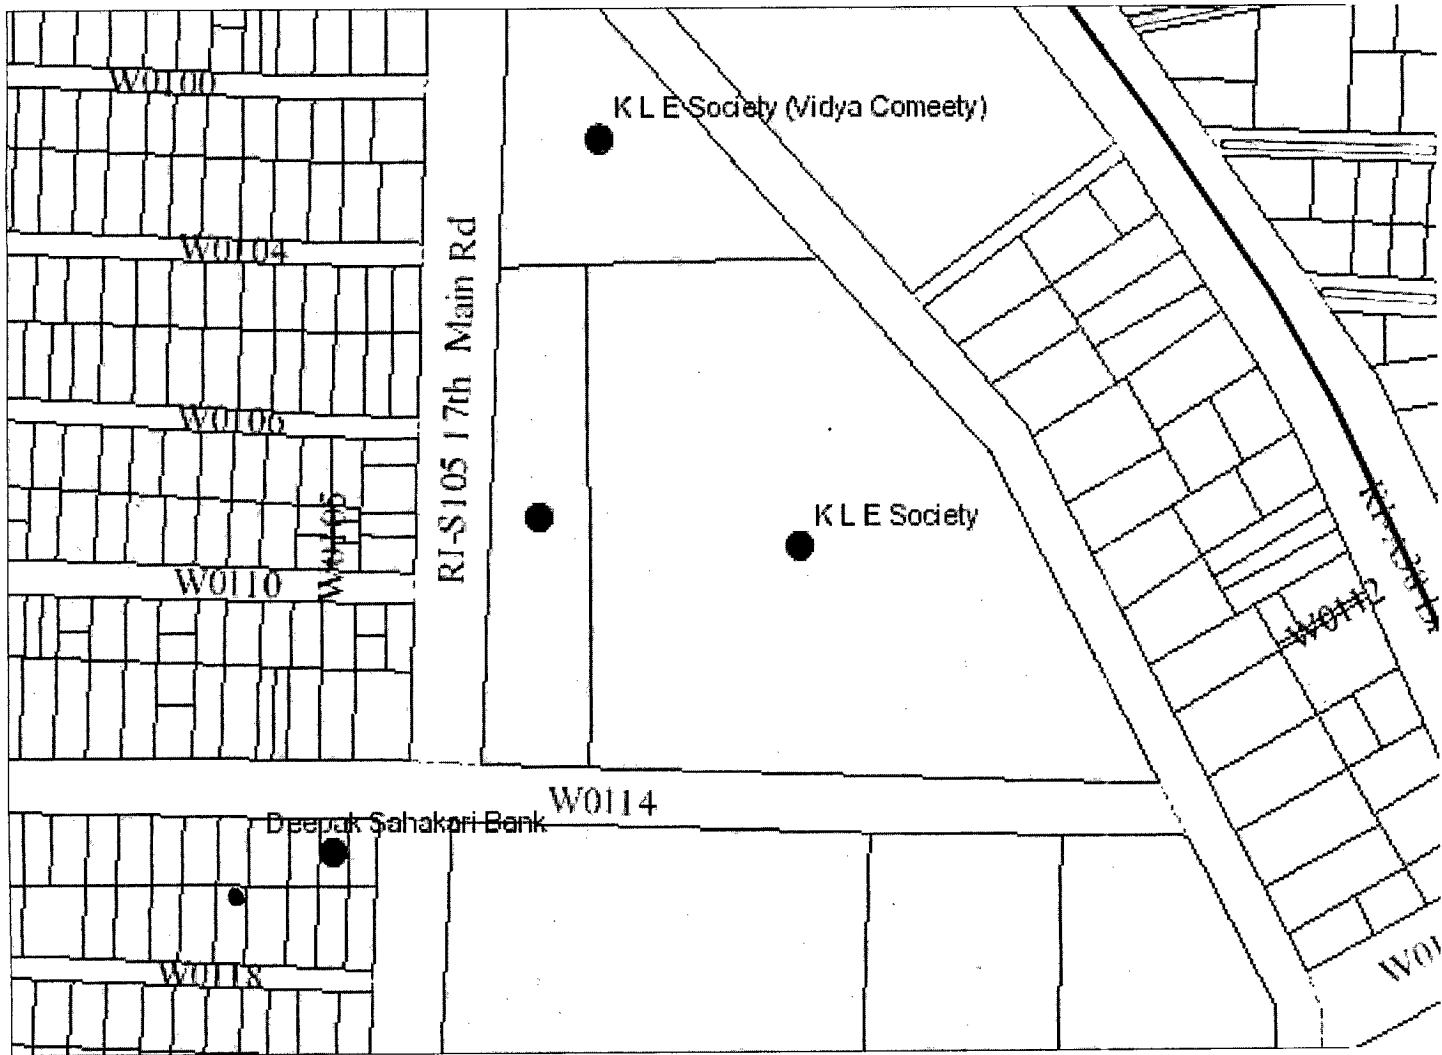 W0100
K L E Society (Vidya Comeety)
W0104
RI-S105 17th Main Rd
W0106
K L E Society
W0110
W0112
W0114
Deepak Sahakari Bank
W0118